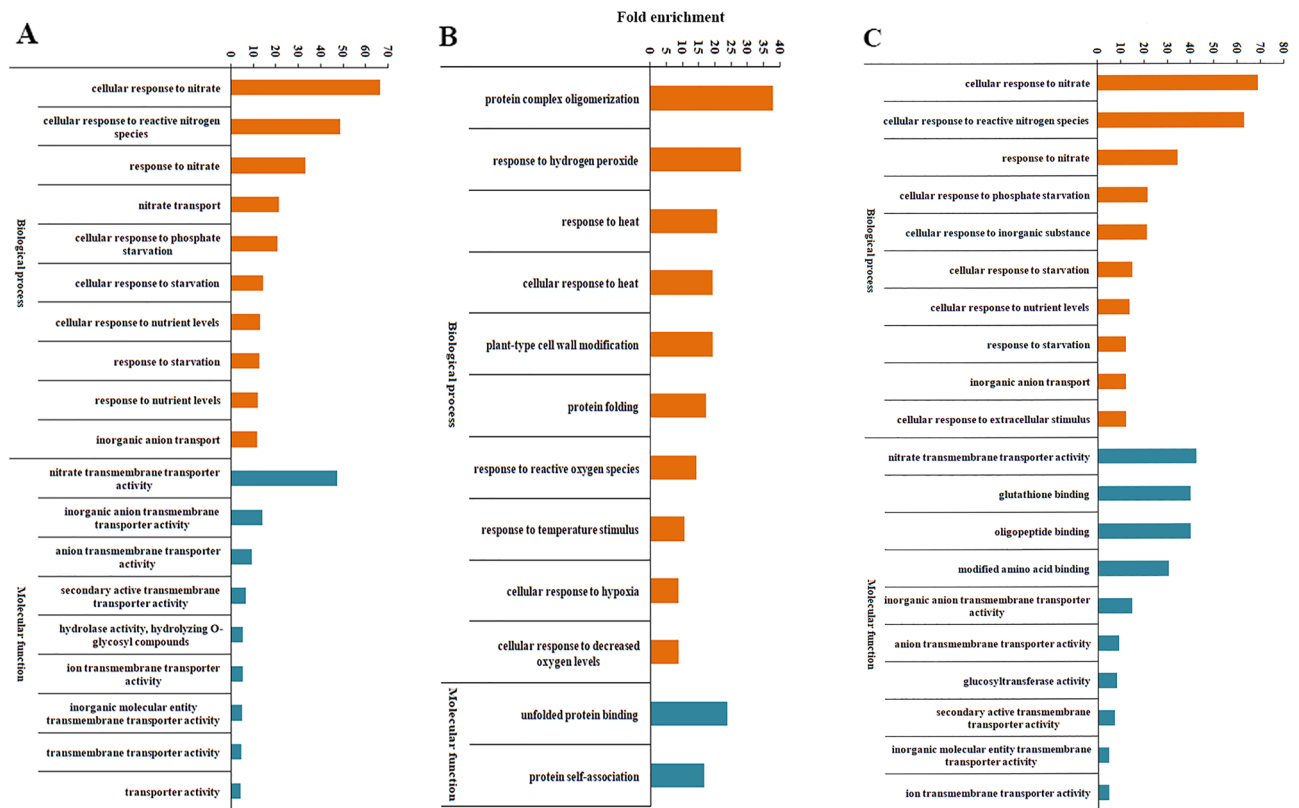 A
0 10 20 30 40 50 60 70
Biological process
cellular response to nitrate
cellular response to reactive nitrogen
species
response to nitrate
nitrate transport
cellular response to phosphate
starvation
cellular response to starvation
cellular response to nutrient levels
response to starvation
response to nutrient levels
inorganic anion transport
Molecular function
nitrate transmembrane transporter
activity
inorganic anion transmembrane
transporter activity
anion transmembrane transporter
activity
secondary active transmembrane
transporter activity
hydrolase activity, hydrolyzing O-
glycosyl compounds
ion transmembrane transporter
activity
inorganic molecular entity
transmembrane transporter activity
transmembrane transporter activity
transporter activity
B
Fold enrichment
0 5 10 15 20 25 30 35 40
Biological process
protein complex oligomerization
response to hydrogen peroxide
response to heat
cellular response to heat
plant-type cell wall modification
protein folding
response to reactive oxygen species
response to temperature stimulus
cellular response to hypoxia
cellular response to decreased
oxygen levels
Molecular function
unfolded protein binding
protein self-association
C
0 10 20 30 40 50 60 70 80
Biological process
cellular response to nitrate
cellular response to reactive nitrogen species
response to nitrate
cellular response to phosphate starvation
cellular response to inorganic substance
cellular response to starvation
cellular response to nutrient levels
response to starvation
inorganic anion transport
cellular response to extracellular stimulus
Molecular function
nitrate transmembrane transporter activity
glutathione binding
oligopeptide binding
modified amino acid binding
inorganic anion transmembrane transporter
activity
anion transmembrane transporter activity
glucosyltransferase activity
secondary active transmembrane
transporter activity
inorganic molecular entity transmembrane
transporter activity
ion transmembrane transporter activity